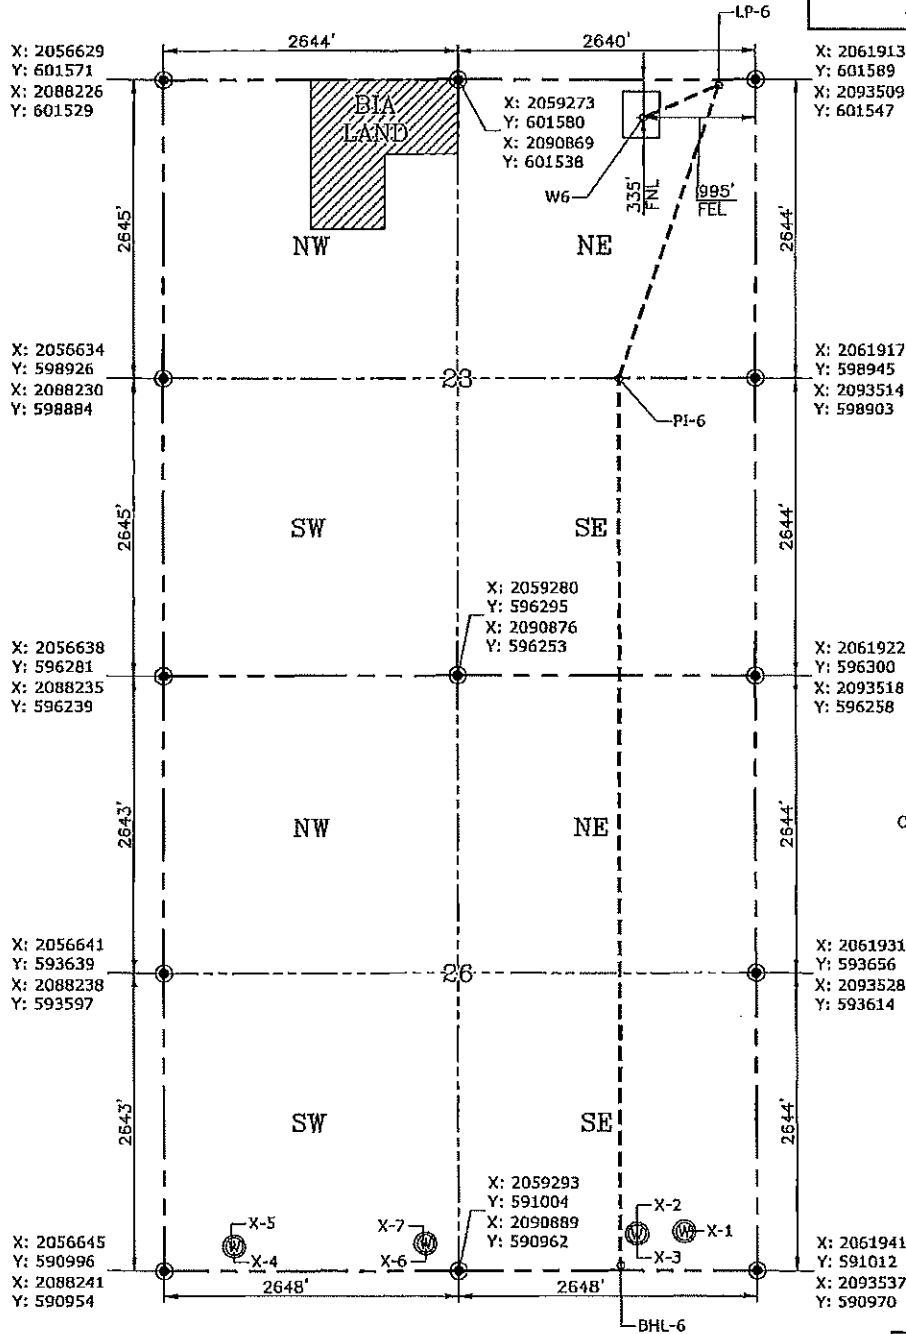 LP-6
2644'
2640'
X: 2056629
Y: 601571
X: 2088226
Y: 601529
X: 2061913
Y: 601589
X: 2093509
Y: 601547
BIA
LAND
X: 2059273
Y: 601580
X: 2090869
Y: 601538
W6
335'
FNL
995'
FEL
2645'
NW
NE
2644'
X: 2056634
Y: 598926
X: 2088230
Y: 598884
23
X: 2061917
Y: 598945
X: 2093514
Y: 598903
PI-6
2645'
SW
SE
2644'
X: 2059280
Y: 596295
X: 2090876
Y: 596253
X: 2056638
Y: 596281
X: 2088235
Y: 596239
X: 2061922
Y: 596300
X: 2093518
Y: 596258
2643'
NW
NE
2644'
X: 2056641
Y: 593639
X: 2088238
Y: 593597
26
X: 2061931
Y: 593656
X: 2093528
Y: 593614
2643'
SW
SE
2644'
X: 2059293
Y: 591004
X: 2090889
Y: 590962
X-5
W
X-4
X-7
W
X-6
X-2
W
X-3
W
X-1
X: 2056645
Y: 590996
X: 2088241
Y: 590954
X: 2061941
Y: 591012
X: 2093537
Y: 590970
2648'
2648'
BHL-6